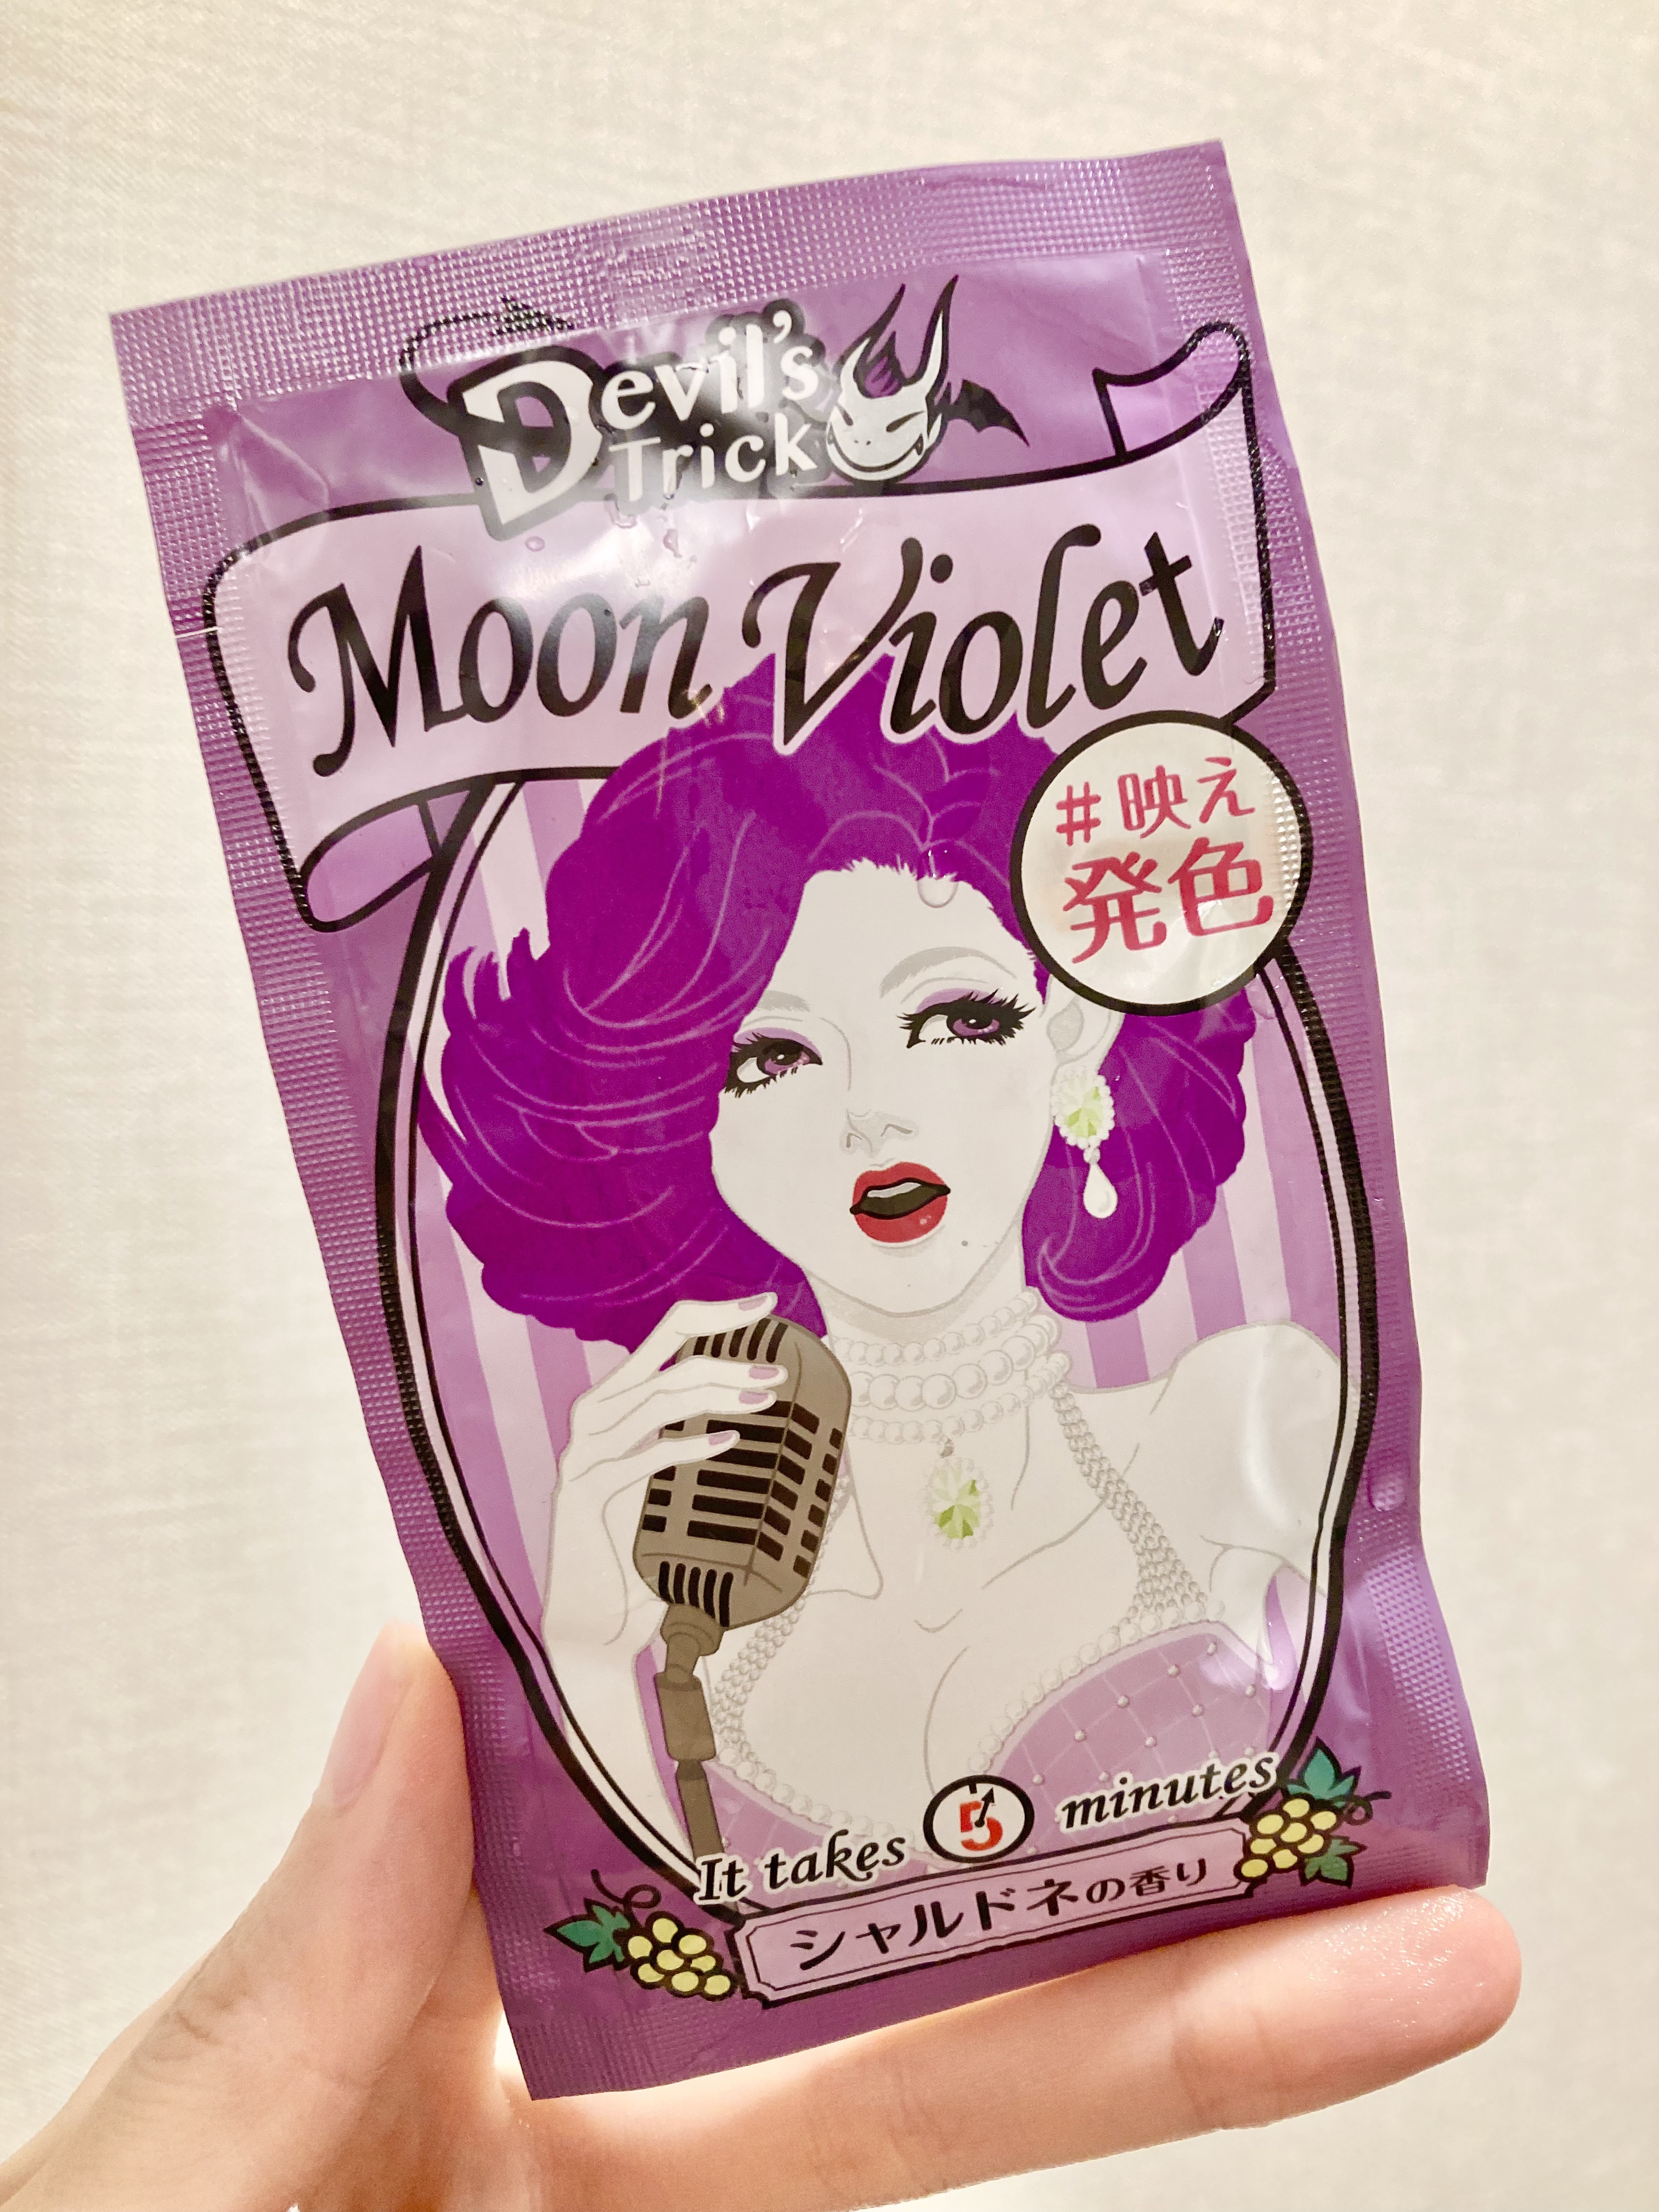 Devil's
Trick
Moon Violet
#映え
発色
It takes 5 minutes
シャルドネの香り